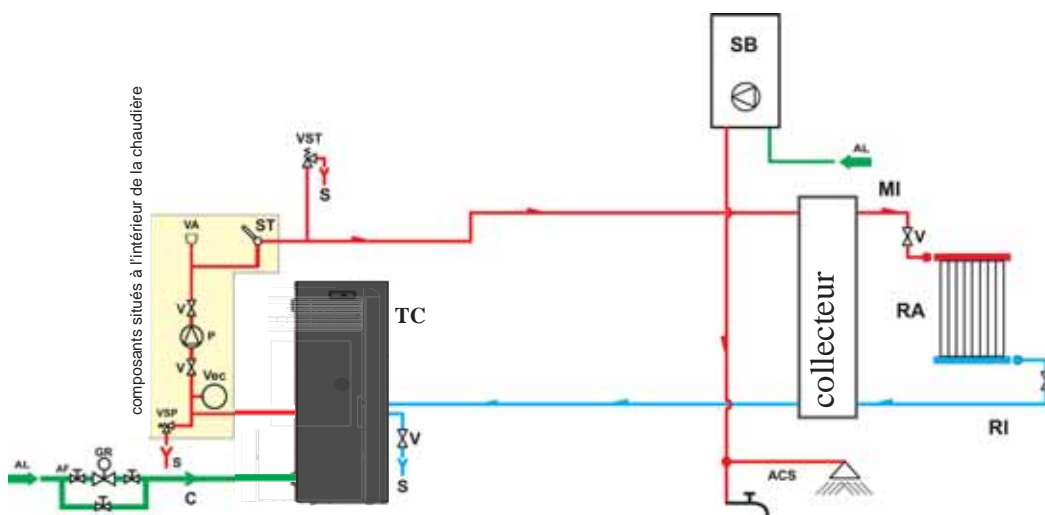 composants situés à l'intérieur de la chaudière
SB
AL
VST
S
MI
VA
ST
V
V
P
TC
collecteur
RA
V
Vec
VSP
V
RI
S
S
AL
AF
GR
C
ACS